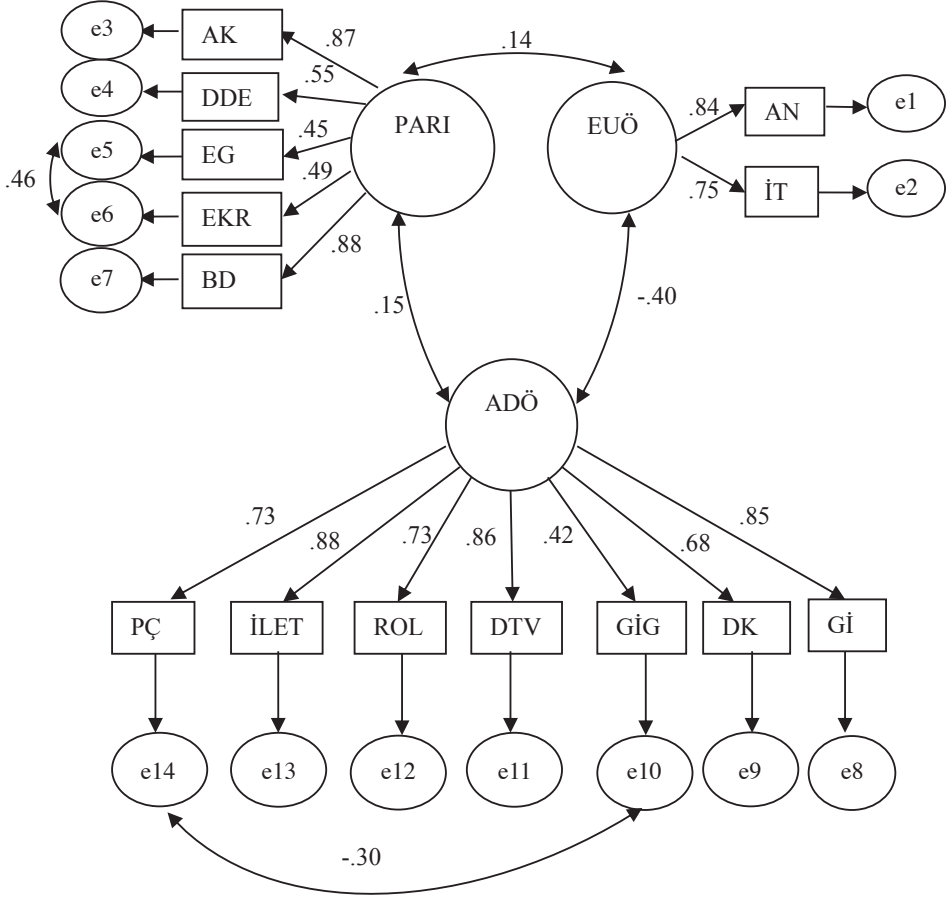 e3
AK
.87
.14
e4
DDE
.55
PARI
EUÖ
.84
AN
e1
e5
EG
.45
.46
.49
e6
EKR
.75
İT
e2
e7
BD
.88
.15
-.40
ADÖ
.73
.88
.73
.86
.42
.68
.85
PÇ
İLET
ROL
DTV
GİG
DK
Gİ
e14
e13
e12
e11
e10
e9
e8
-.30